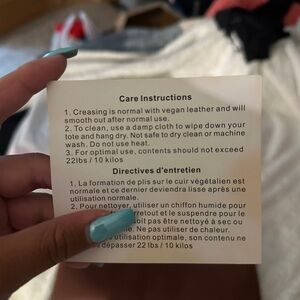 Care Instructions
1. Creasing is normal with vegan leather and will
smooth out after normal use.
2. To clean, use a damp cloth to wipe down your
tote and hang dry. Not safe to dry clean or machine
wash. Do not use heat.
3. For optimal use, contents should not exceed
22lbs / 10 kilos
Directives d'entretien
1. La formation de plis sur le cuir végétalien est
normale et ce dernier deviendra lisse après une
utilisation normale.
2. Pour nettoyer, utiliser un chiffon humide pour
retout et le suspendre pour le
oit pas être nettoyé à sec ou
e. Ne pas utiliser de chaleur.
utilisation optimale, son contenu ne
dépasser 22 lbs / 10 kilos